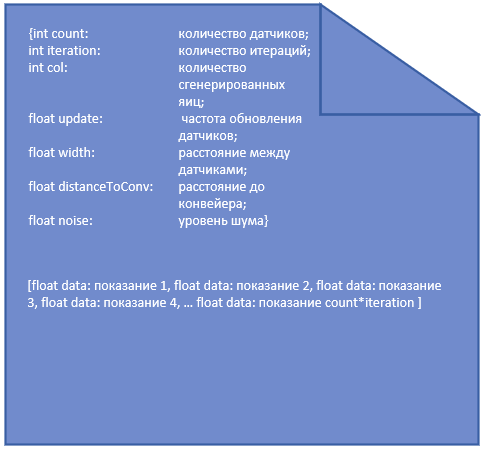 {int count: количество датчиков;
int iteration: количество итераций;
int col: количество
сгенерированных
яиц;
float update: частота обновления
датчиков;
float width: расстояние между
датчиками;
float distanceToConv: расстояние до
конвейера;
float noise: уровень шума}
[float data: показание 1, float data: показание 2, float data: показание
3, float data: показание 4, ... float data: показание count*iteration ]